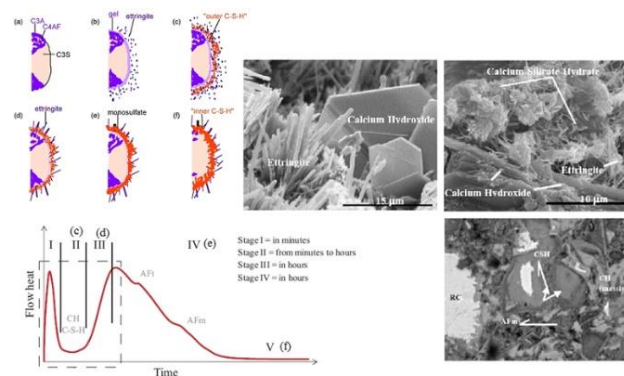 (a)
C3A
C4AF
C3S
(b)
gel
ettringite
(c)
"outer C-S-H"
(d)
ettringite
(e)
monosulfate
(f)
"inner C-S-H"
Calcium Hydroxide
Ettringite
15 µm
Calcium Silicate Hydrate
Ettringite
Calcium Hydroxide
10 µm
Flow heat
I
(c)
II
(d)
III
IV (e)
CH
C-S-H
AFt
AFm
V (f)
Time
Stage I = in minutes
Stage II = from minutes to hours
Stage III = in hours
Stage IV = in hours
CSH
CH
RC
AFm